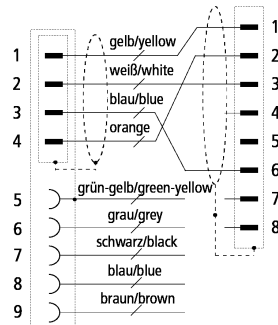 gelb/yellow
weiß/white
blau/blue
orange
grün-gelb/green-yellow
grau/grey
schwarz/black
blau/blue
braun/brown
1
2
3
4
5
6
7
8
9
1
2
3
4
5
6
7
8